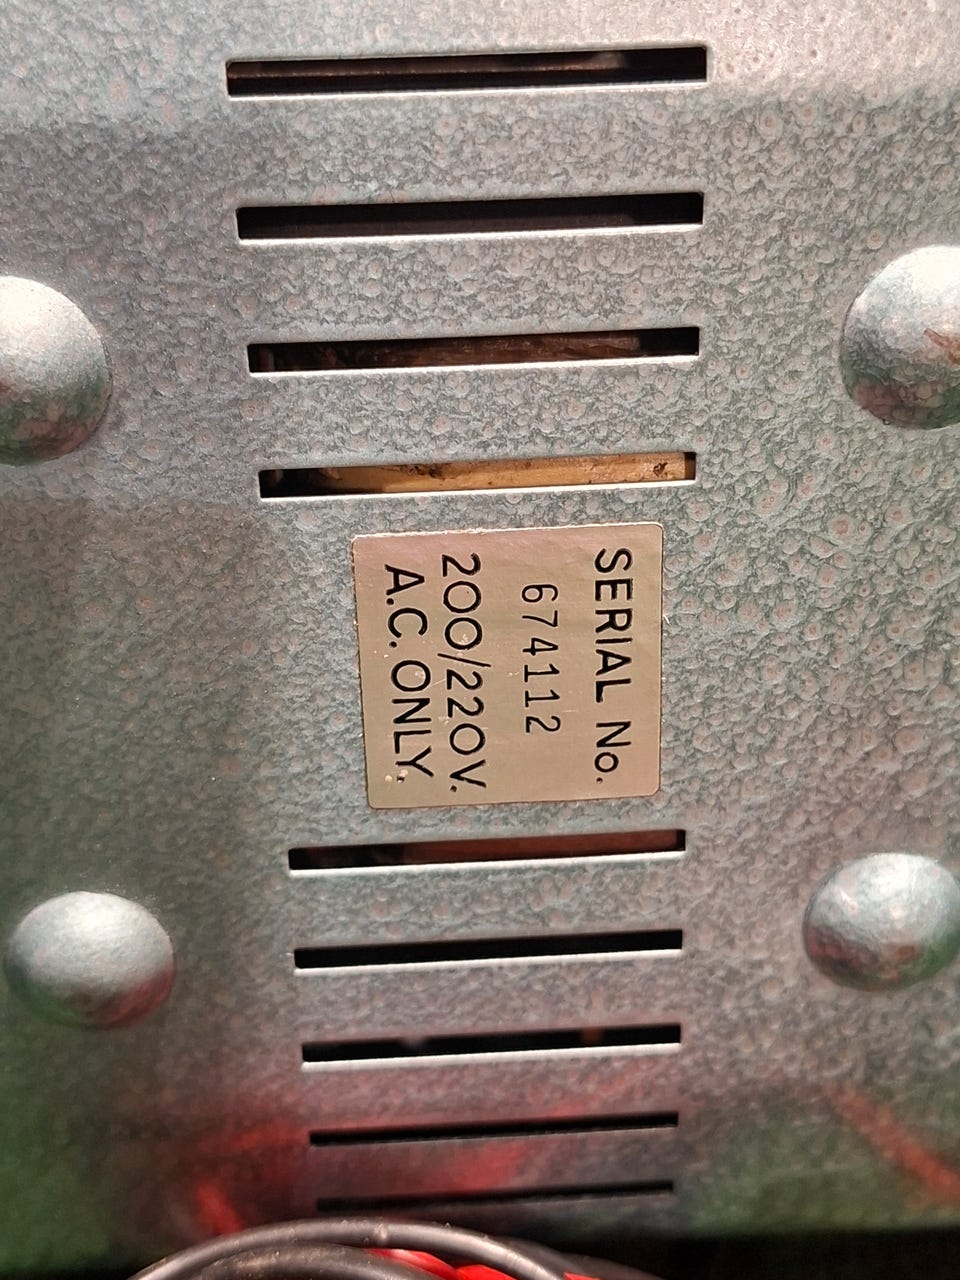 SERIAL No.
674112
200/220V.
A.C. ONLY.